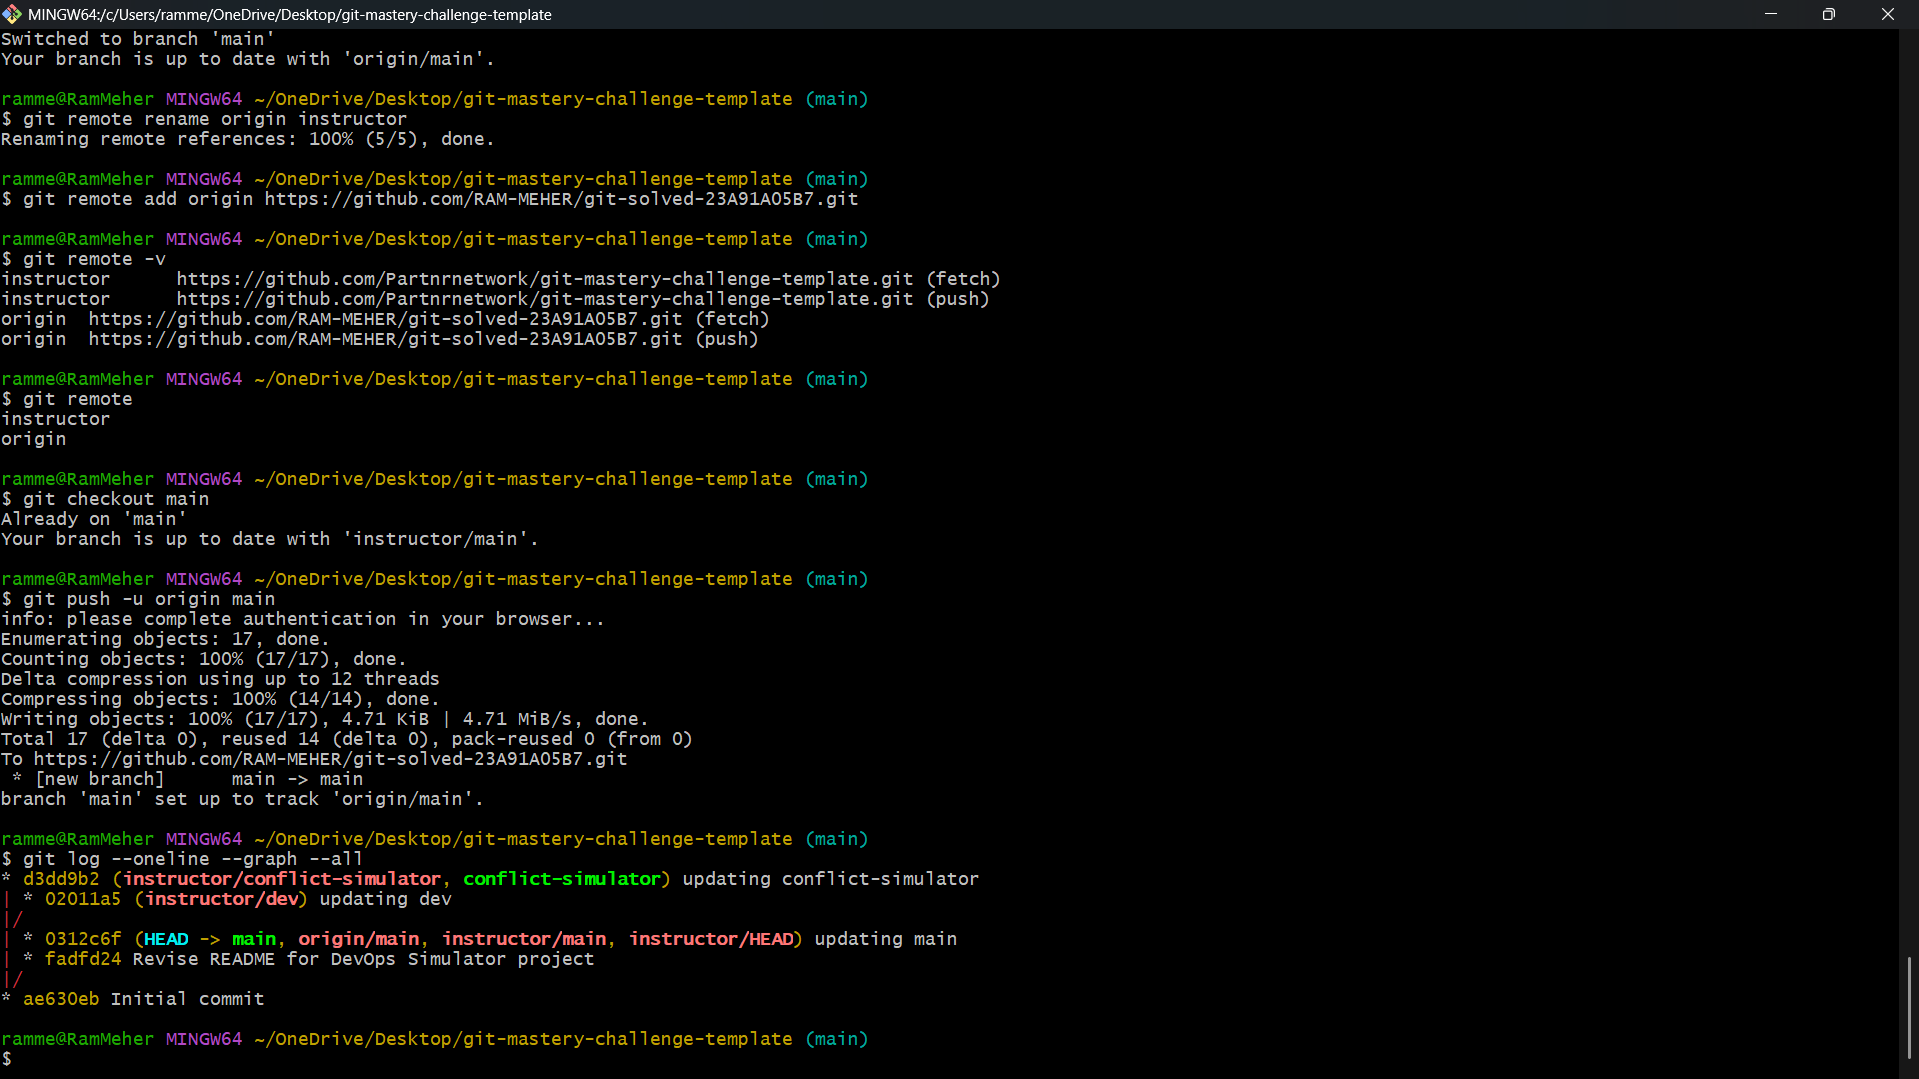 MINGW64:/c/Users/ramme/OneDrive/Desktop/git-mastery-challenge-template
Switched to branch 'main'
Your branch is up to date with 'origin/main'.
ramme@RamMeher MINGW64 ~/OneDrive/Desktop/git-mastery-challenge-template (main)
$ git remote rename origin instructor
Renaming remote references: 100% (5/5), done.
ramme@RamMeher MINGW64 ~/OneDrive/Desktop/git-mastery-challenge-template (main)
$ git remote add origin https://github.com/RAM-MEHER/git-solved-23A91A05B7.git
ramme@RamMeher MINGW64 ~/OneDrive/Desktop/git-mastery-challenge-template (main)
$ git remote -v
instructor      https://github.com/Partnrnetwork/git-mastery-challenge-template.git (fetch)
instructor      https://github.com/Partnrnetwork/git-mastery-challenge-template.git (push)
origin  https://github.com/RAM-MEHER/git-solved-23A91A05B7.git (fetch)
origin  https://github.com/RAM-MEHER/git-solved-23A91A05B7.git (push)
ramme@RamMeher MINGW64 ~/OneDrive/Desktop/git-mastery-challenge-template (main)
$ git remote
instructor
origin
ramme@RamMeher MINGW64 ~/OneDrive/Desktop/git-mastery-challenge-template (main)
$ git checkout main
Already on 'main'
Your branch is up to date with 'instructor/main'.
ramme@RamMeher MINGW64 ~/OneDrive/Desktop/git-mastery-challenge-template (main)
$ git push -u origin main
info: please complete authentication in your browser...
Enumerating objects: 17, done.
Counting objects: 100% (17/17), done.
Delta compression using up to 12 threads
Compressing objects: 100% (14/14), done.
Writing objects: 100% (17/17), 4.71 KiB | 4.71 MiB/s, done.
Total 17 (delta 0), reused 14 (delta 0), pack-reused 0 (from 0)
To https://github.com/RAM-MEHER/git-solved-23A91A05B7.git
 * [new branch]      main -> main
branch 'main' set up to track 'origin/main'.
ramme@RamMeher MINGW64 ~/OneDrive/Desktop/git-mastery-challenge-template (main)
$ git log --oneline --graph --all
* d3dd9b2 (instructor/conflict-simulator, conflict-simulator) updating conflict-simulator
| * 02011a5 (instructor/dev) updating dev
|/
| * 0312c6f (HEAD -> main, origin/main, instructor/main, instructor/HEAD) updating main
| * fadfd24 Revise README for DevOps Simulator project
|/
* ae630eb Initial commit
ramme@RamMeher MINGW64 ~/OneDrive/Desktop/git-mastery-challenge-template (main)
$